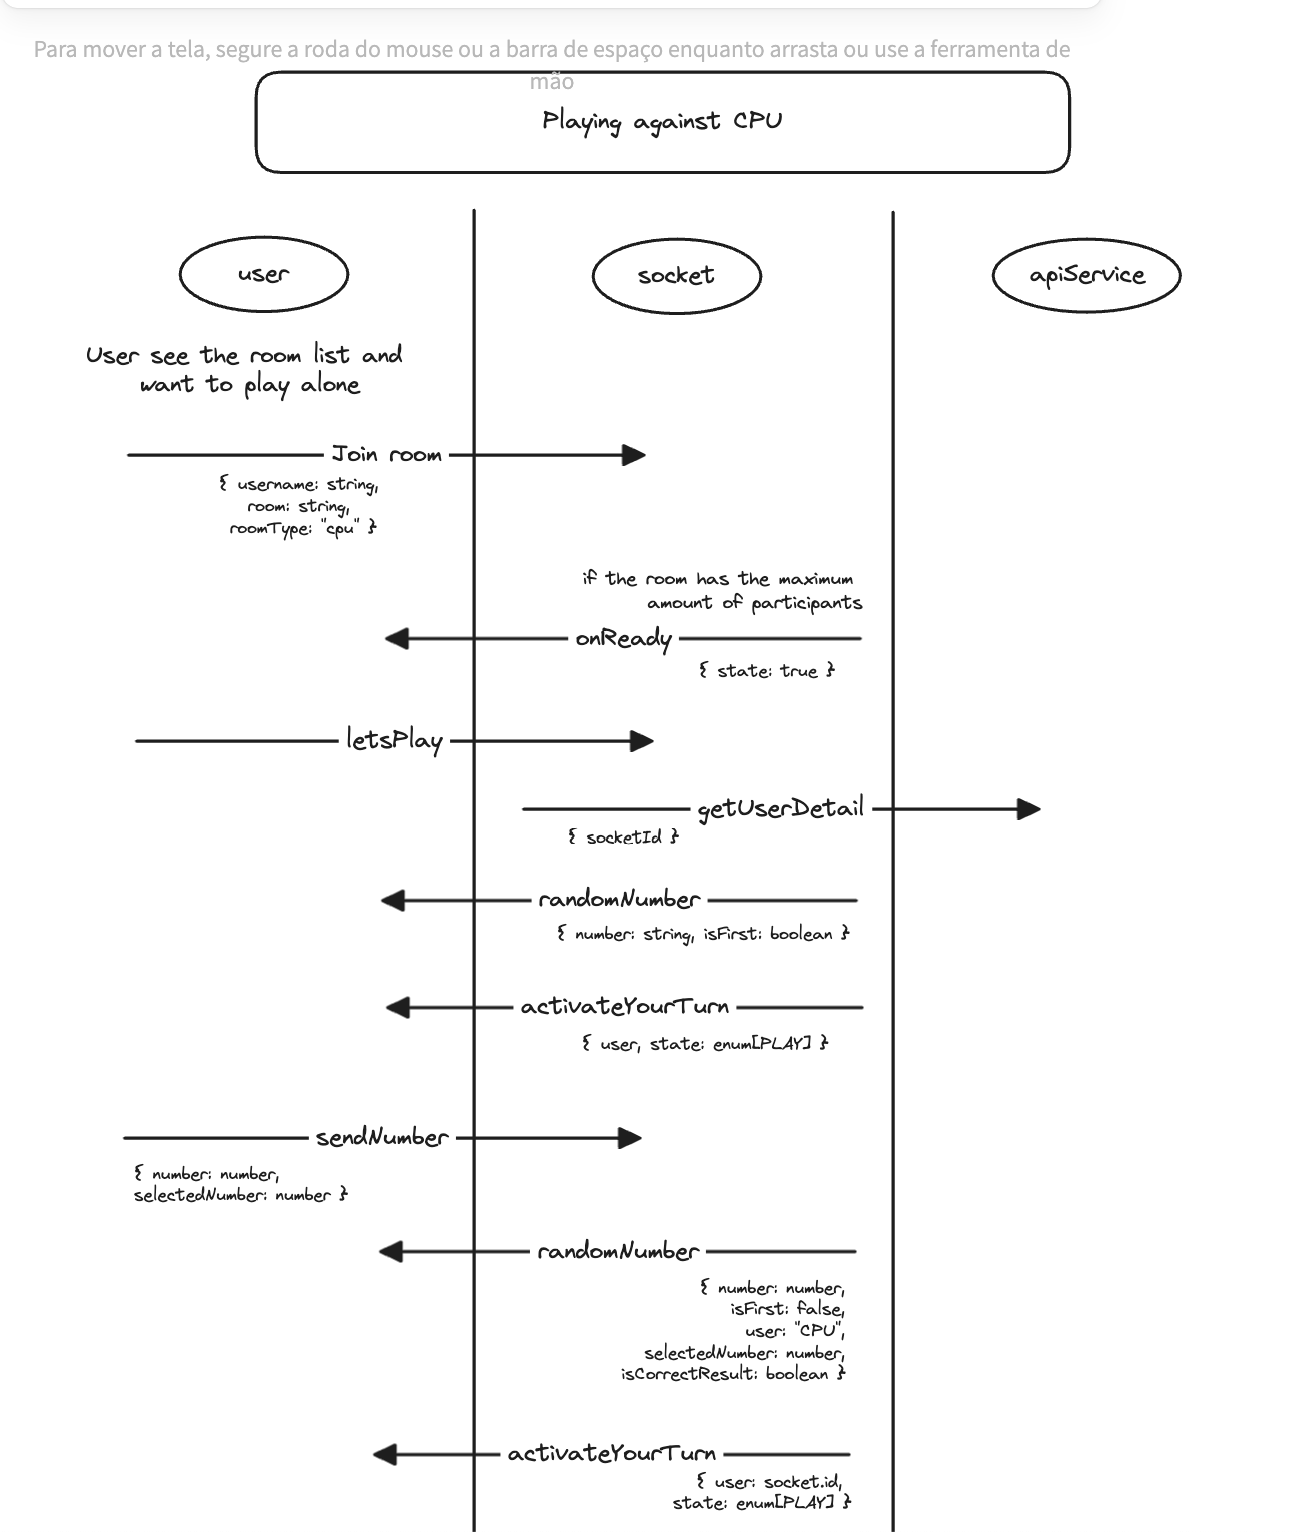 Para mover a tela, segure a roda do mouse ou a barra de espaço enquanto arrasta ou use a ferramenta de
mão
Playing against CPU
user
socket
apiService
User see the room list and
want to play alone
Join room
{ username: string,
room: string,
roomType: "cpu" }
if the room has the maximum
amount of participants
onReady
{ state: true }
letsPlay
getUserDetail
{ socketId }
randomNumber
{ number: string, isFirst: boolean }
activateYourTurn
{ user, state: enum[PLAY] }
sendNumber
{ number: number,
selectedNumber: number }
randomNumber
{ number: number,
isFirst: false,
user: "CPU",
selectedNumber: number,
isCorrectResult: boolean }
activateYourTurn
{ user: socket.id,
state: enum[PLAY] }